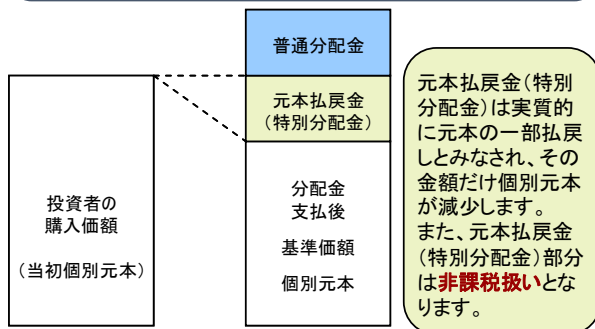 普通分配金
元本払戻金
(特別分配金)
投資者の
購入価額
(当初個別元本)
分配金
支払後
基準価額
個別元本
元本払戻金(特別
分配金)は実質的
に元本の一部払戻
しとみなされ、その
金額だけ個別元本
が減少します。
また、元本払戻金
(特別分配金)部分
は非課税扱いとな
ります。